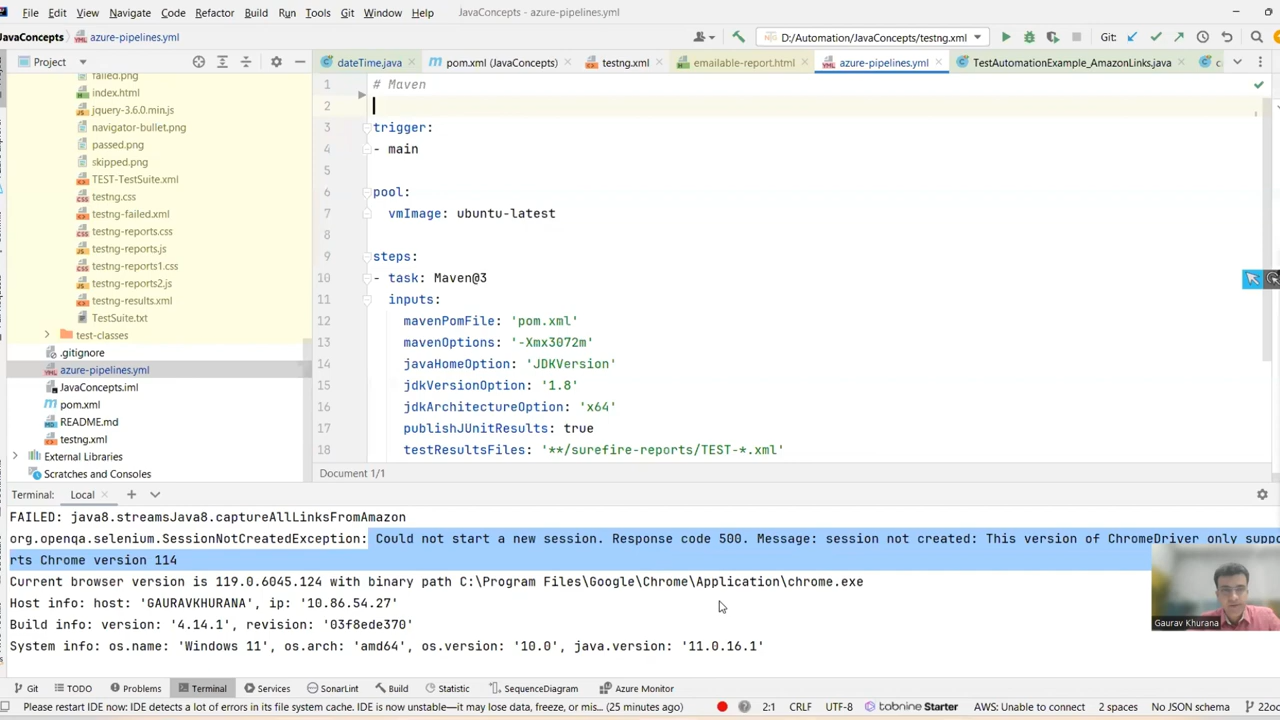 File Edit View Navigate Code Refactor Build Run Tools Git Window Help JavaConcepts - azure-pipelines.yml
JavaConcepts azure-pipelines.yml D:/Automation/JavaConcepts/testng.xml Git:
Project dateTime.java pom.xml (JavaConcepts) testng.xml emailable-report.html azure-pipelines.yml TestAutomationExample_AmazonLinks.java
failed.png
index.html
jquery-3.6.0.min.js
navigator-bullet.png
passed.png
skipped.png
TEST-TestSuite.xml
testng.css
testng-failed.xml
testng-reports.css
testng-reports.js
testng-reports1.css
testng-reports2.js
testng-results.xml
TestSuite.txt
test-classes
.gitignore
azure-pipelines.yml
JavaConcepts.iml
pom.xml
README.md
testng.xml
External Libraries
Scratches and Consoles
1 # Maven
2
3 trigger:
4 - main
5
6 pool:
7 vmImage: ubuntu-latest
8
9 steps:
10 - task: Maven@3
11 inputs:
12 mavenPomFile: 'pom.xml'
13 mavenOptions: '-Xmx3072m'
14 javaHomeOption: 'JDKVersion'
15 jdkVersionOption: '1.8'
16 jdkArchitectureOption: 'x64'
17 publishJUnitResults: true
18 testResultsFiles: '**/surefire-reports/TEST-*.xml'
Document 1/1
Terminal: Local
FAILED: java8.streamsJava8.captureAllLinksFromAmazon
org.openqa.selenium.SessionNotCreatedException: Could not start a new session. Response code 500. Message: session not created: This version of ChromeDriver only suppo
rts Chrome version 114
Current browser version is 119.0.6045.124 with binary path C:\Program Files\Google\Chrome\Application\chrome.exe
Host info: host: 'GAURAVKHURANA', ip: '10.86.54.27'
Build info: version: '4.14.1', revision: '03f8ede370'
System info: os.name: 'Windows 11', os.arch: 'amd64', os.version: '10.0', java.version: '11.0.16.1'
Gaurav Khurana
Git TODO Problems Terminal Services SonarLint Build Statistic SequenceDiagram Azure Monitor
Please restart IDE now: IDE detects a lot of errors in its file system cache. IDE is now unstable—it may lose data, freeze, or mis... (25 minutes ago) 2:1 CRLF UTF-8 tabnine Starter AWS: Unable to connect 2 spaces No JSON schema